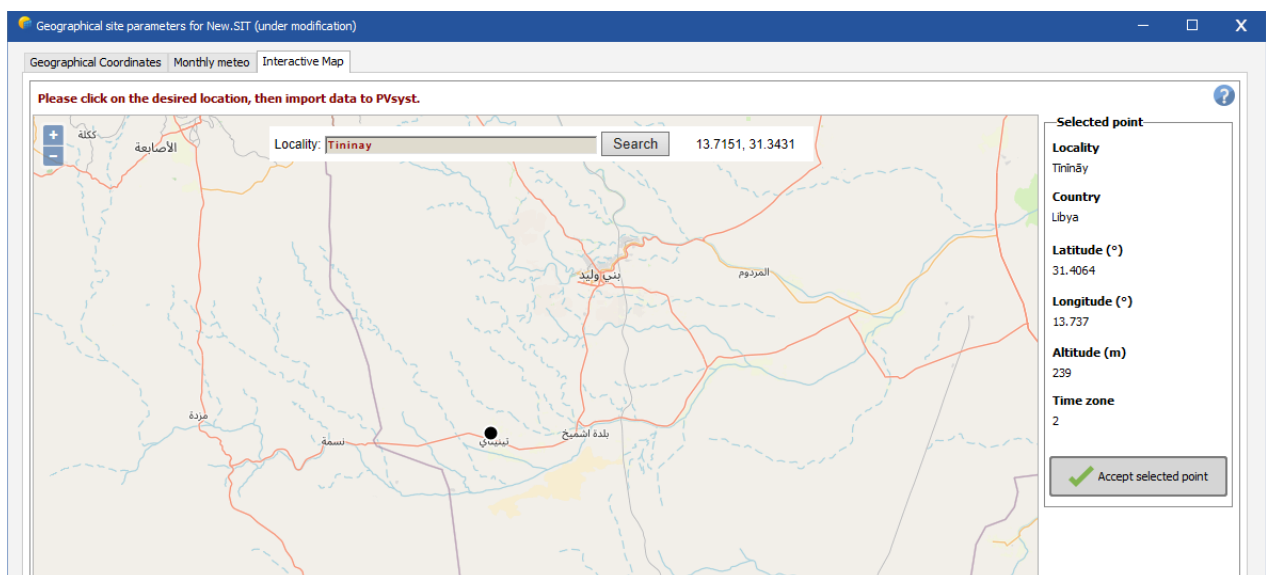 Geographical site parameters for New.SIT (under modification)
Geographical Coordinates Monthly meteo Interactive Map
Please click on the desired location, then import data to PVsyst.
?
+
−
Locality: Tininay Search 13.7151, 31.3431
ككلة
الأصابعة
بني وليد
المردوم
مزدة
نسمة
تينيناي
بلدة اشميخ
Selected point
Locality
Tīnīnāy
Country
Libya
Latitude (°)
31.4064
Longitude (°)
13.737
Altitude (m)
239
Time zone
2
Accept selected point